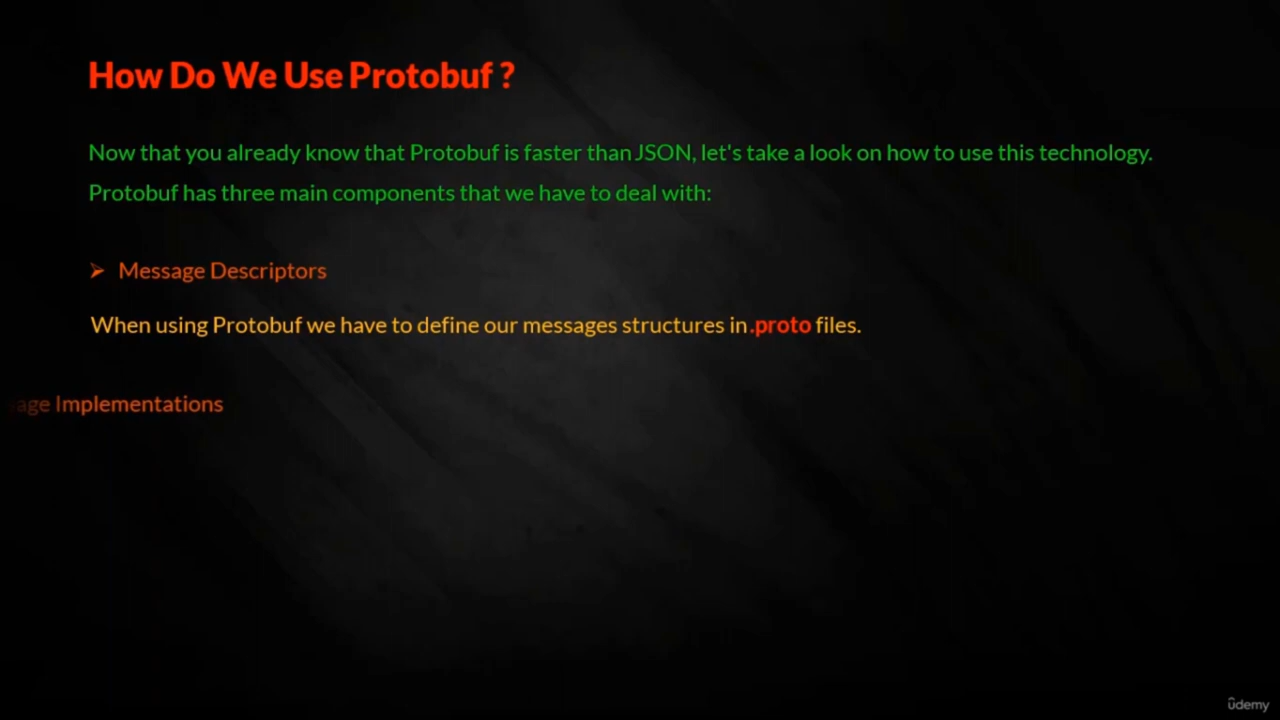 How Do We Use Protobuf ?
Now that you already know that Protobuf is faster than JSON, let's take a look on how to use this technology.
Protobuf has three main components that we have to deal with:
➢ Message Descriptors
When using Protobuf we have to define our messages structures in .proto files.
Implementations
ûdemy